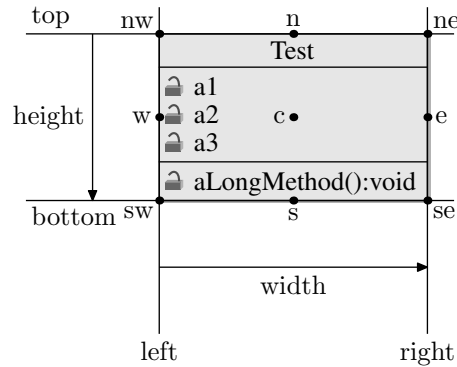 top nw n ne
Test
a1
height w a2 c e
a3
aLongMethod():void
bottom sw s se
width
left right